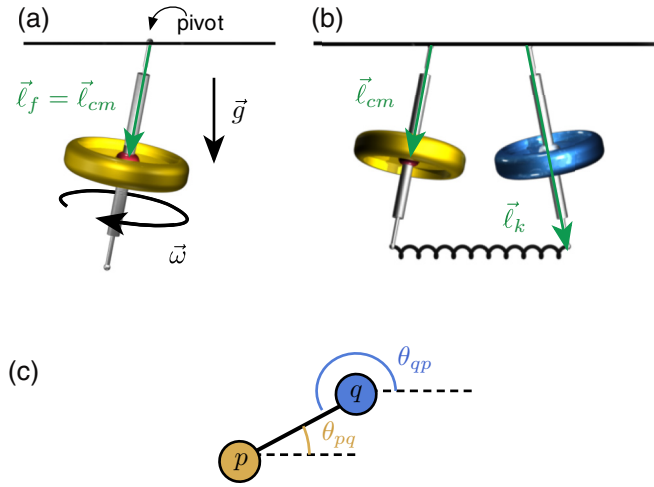 (a)
pivot
ℓ⃗_f = ℓ⃗_cm
g⃗
ω⃗
(b)
ℓ⃗_cm
ℓ⃗_k
(c)
θ_qp
q
θ_pq
p